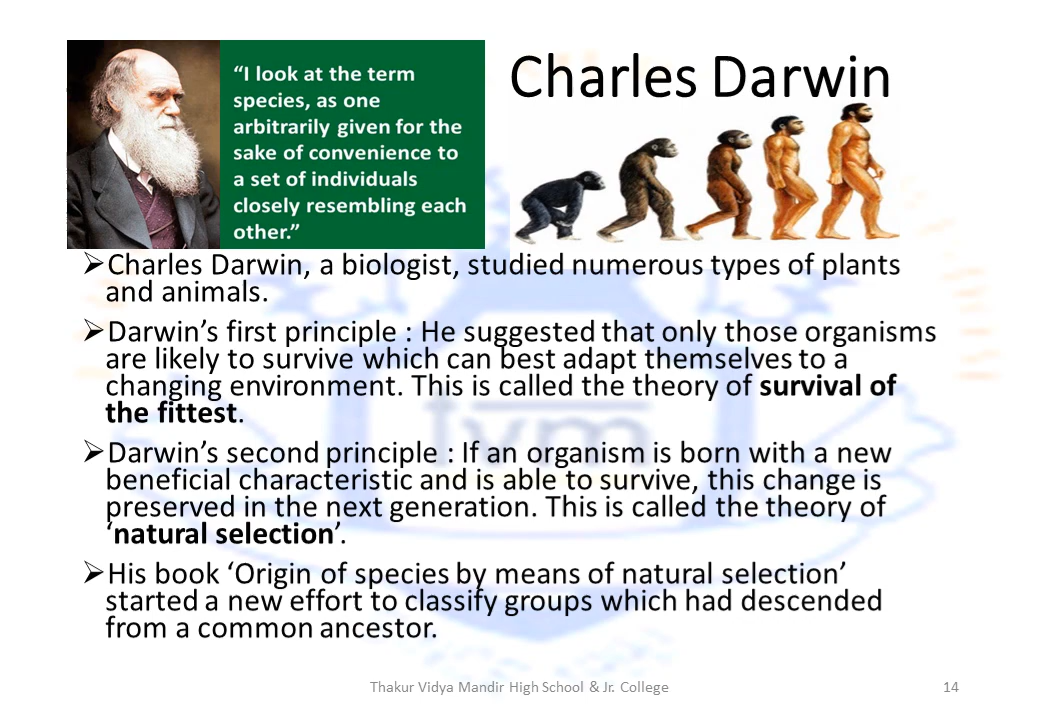 “I look at the term
species, as one
arbitrarily given for the
sake of convenience to
a set of individuals
closely resembling each
other.”
Charles Darwin
➢Charles Darwin, a biologist, studied numerous types of plants
and animals.
➢Darwin’s first principle : He suggested that only those organisms
are likely to survive which can best adapt themselves to a
changing environment. This is called the theory of survival of
the fittest.
➢Darwin’s second principle : If an organism is born with a new
beneficial characteristic and is able to survive, this change is
preserved in the next generation. This is called the theory of
‘natural selection’.
➢His book ‘Origin of species by means of natural selection’
started a new effort to classify groups which had descended
from a common ancestor.
tvm
Thakur Vidya Mandir High School & Jr. College
14